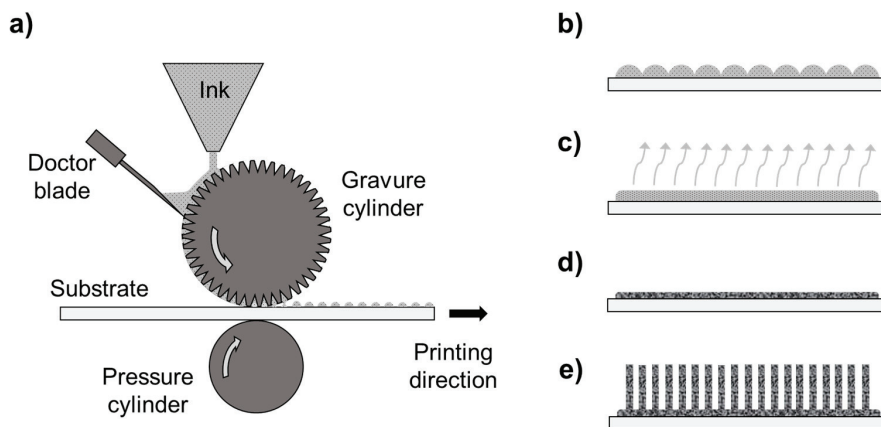 a)
Ink
Doctor
blade
Gravure
cylinder
Substrate
Printing
direction
Pressure
cylinder
b)
c)
d)
e)